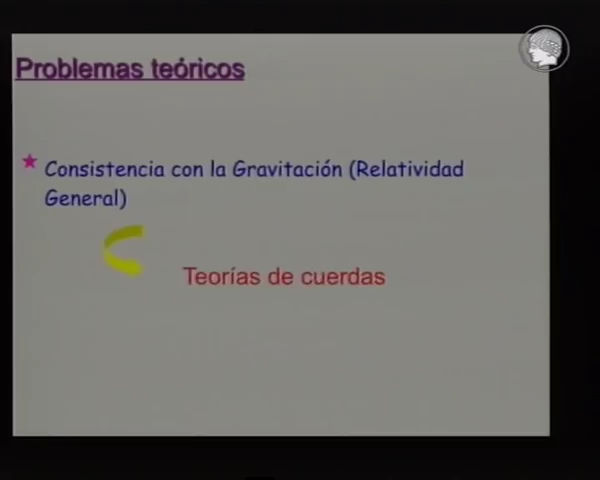 Problemas teóricos
Consistencia con la Gravitación (Relatividad
General)
Teorías de cuerdas